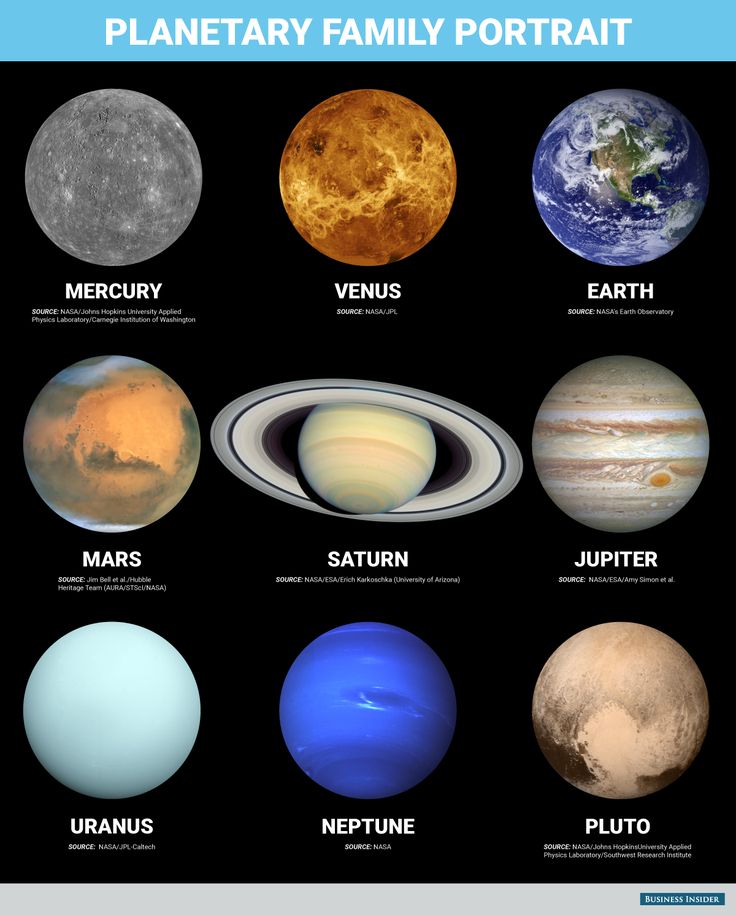 PLANETARY FAMILY PORTRAIT
MERCURY
SOURCE: NASA/Johns Hopkins University Applied
Physics Laboratory/Carnegie Institution of Washington
VENUS
SOURCE: NASA/JPL
EARTH
SOURCE: NASA's Earth Observatory
MARS
SOURCE: Jim Bell et al./Hubble
Heritage Team (AURA/STScI/NASA)
SATURN
SOURCE: NASA/ESA/Erich Karkoschka (University of Arizona)
JUPITER
SOURCE: NASA/ESA/Amy Simon et al.
URANUS
SOURCE: NASA/JPL-Caltech
NEPTUNE
SOURCE: NASA
PLUTO
SOURCE: NASA/Johns HopkinsUniversity Applied
Physics Laboratory/Southwest Research Institute
BUSINESS INSIDER